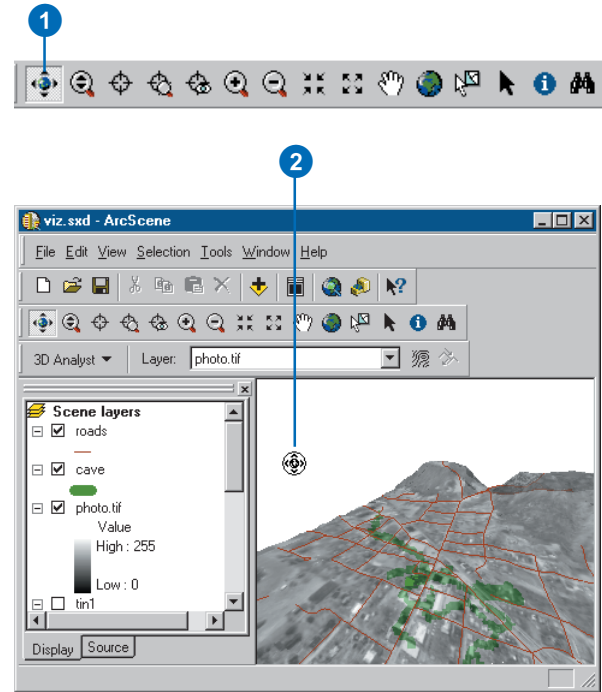 1
2
viz.sxd - ArcScene
File Edit View Selection Tools Window Help
3D Analyst Layer: photo.tif
Scene layers
roads
cave
photo.tif
Value
High : 255
Low : 0
tin1
Display Source